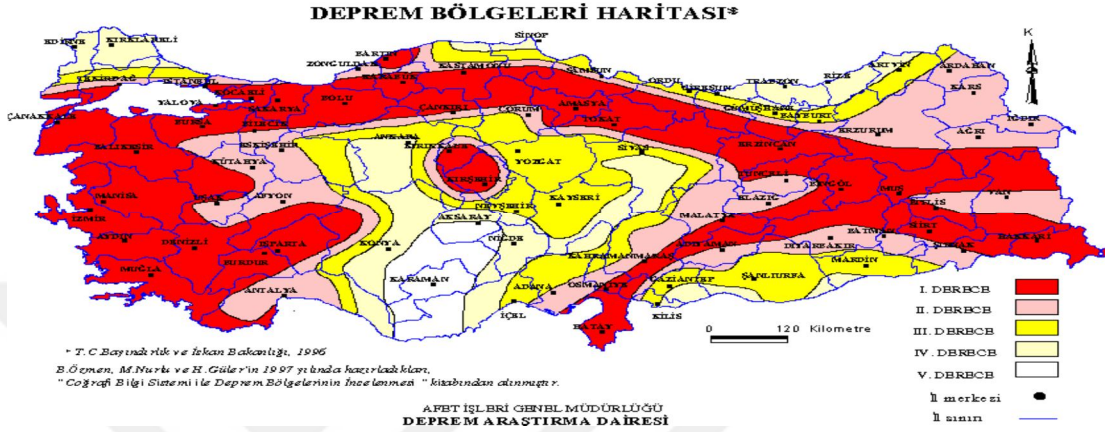 DEPREM BÖLGELERİ HARİTASI*
K
EDİRNE
KIRKLARELİ
TEKİRDAĞ
İSTANBUL
KOCAELİ
YALOVA
SAKARYA
ÇANAKKALE
BURSA
BİLECİK
BALIKESİR
ESKİŞEHİR
KÜTAHYA
BARTIN
ZONGULDAK
KARABÜK
KASTAMONU
SİNOP
BOLU
ÇANKIRI
ÇORUM
SAMSUN
AMASYA
TOKAT
ORDU
GİRESUN
TRABZON
RİZE
ARTVİN
ARDAHAN
KARS
IĞDIR
AĞRI
GÜMÜŞHANE
BAYBURT
ERZURUM
ERZİNCAN
ANKARA
KIRIKKALE
KIRŞEHİR
YOZGAT
SİVAS
TUNCELİ
BİNGÖL
MUŞ
VAN
BİTLİS
ELAZIĞ
MALATYA
MANİSA
UŞAK
AFYON
İZMİR
AYDIN
DENİZLİ
ISPARTA
BURDUR
MUĞLA
ANTALYA
KONYA
AKSARAY
NEVŞEHİR
KAYSERİ
NİĞDE
KARAMAN
İÇEL
ADANA
KAHRAMANMARAŞ
OSMANİYE
HATAY
GAZİANTEP
KİLİS
ADIYAMAN
ŞANLIURFA
DİYARBAKIR
MARDİN
BATMAN
SİİRT
ŞIRNAK
HAKKARİ
I. DERECE
II. DERECE
III. DERECE
IV. DERECE
V. DERECE
İl merkezi
İl sınırı
0 120 Kilometre
* T.C.Bayındırlık ve İskan Bakanlığı, 1996
B.Özmen, M.Nurlu ve H.Güler'in 1997 yılında hazırladıkları,
"Coğrafi Bilgi Sistemi ile Deprem Bölgelerinin İncelenmesi" kitabından alınmıştır.
AFET İŞLERİ GENEL MÜDÜRLÜĞÜ
DEPREM ARAŞTIRMA DAİRESİ